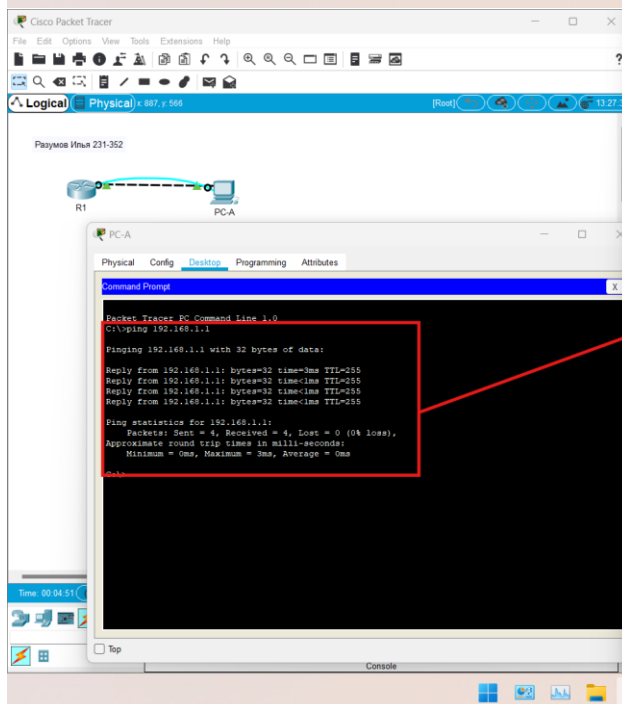 Cisco Packet Tracer
File Edit Options View Tools Extensions Help
?
Logical Physical x: 887, y: 566 [Root] 13:27:3
Разумов Илья 231-352
R1
PC-A
PC-A
Physical Config Desktop Programming Attributes
Command Prompt X
Packet Tracer PC Command Line 1.0
C:\>ping 192.168.1.1
Pinging 192.168.1.1 with 32 bytes of data:
Reply from 192.168.1.1: bytes=32 time=3ms TTL=255
Reply from 192.168.1.1: bytes=32 time<1ms TTL=255
Reply from 192.168.1.1: bytes=32 time<1ms TTL=255
Reply from 192.168.1.1: bytes=32 time<1ms TTL=255
Ping statistics for 192.168.1.1:
Packets: Sent = 4, Received = 4, Lost = 0 (0% loss),
Approximate round trip times in milli-seconds:
Minimum = 0ms, Maximum = 3ms, Average = 0ms
C:\>
Time: 00:04:51
Top
Console